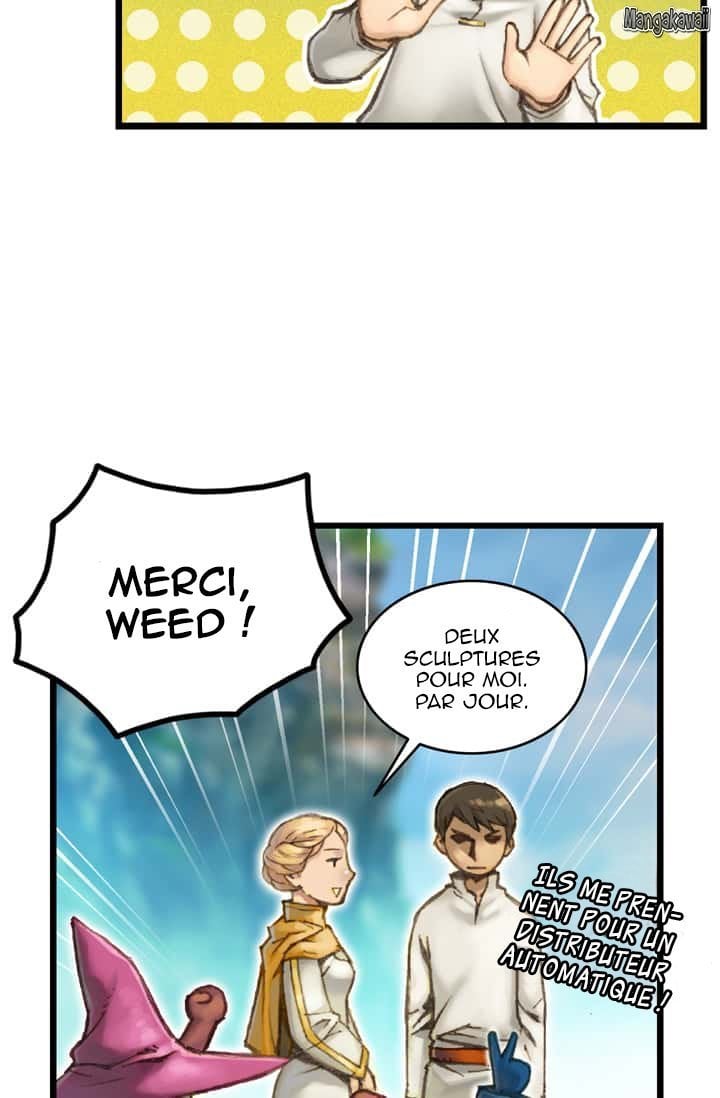 Mangakawaii
MERCI,
WEED !
DEUX
SCULPTURES
POUR MOI.
PAR JOUR.
ILS ME PREN-
NENT POUR UN
DISTRIBUTEUR
AUTOMATIQUE !